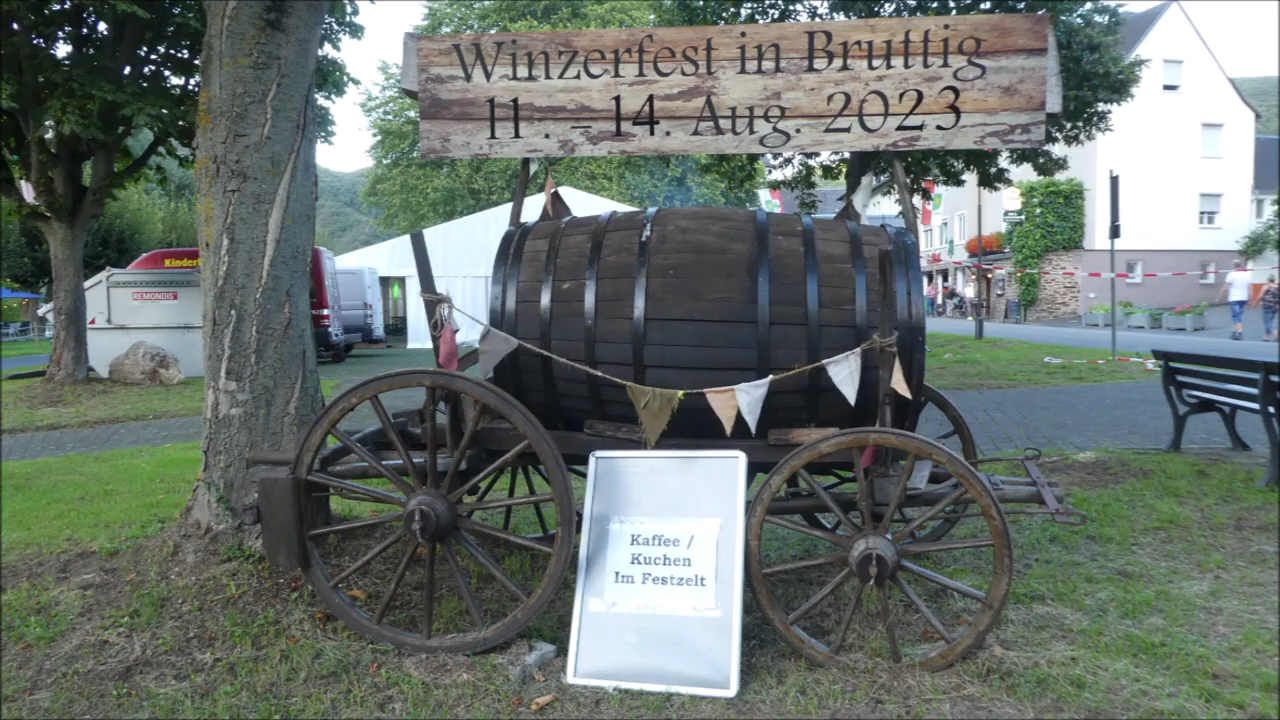 Winzerfest in Bruttig
11. - 14. Aug. 2023
Kinder
REMONDIS
Kaffee /
Kuchen
Im Festzelt